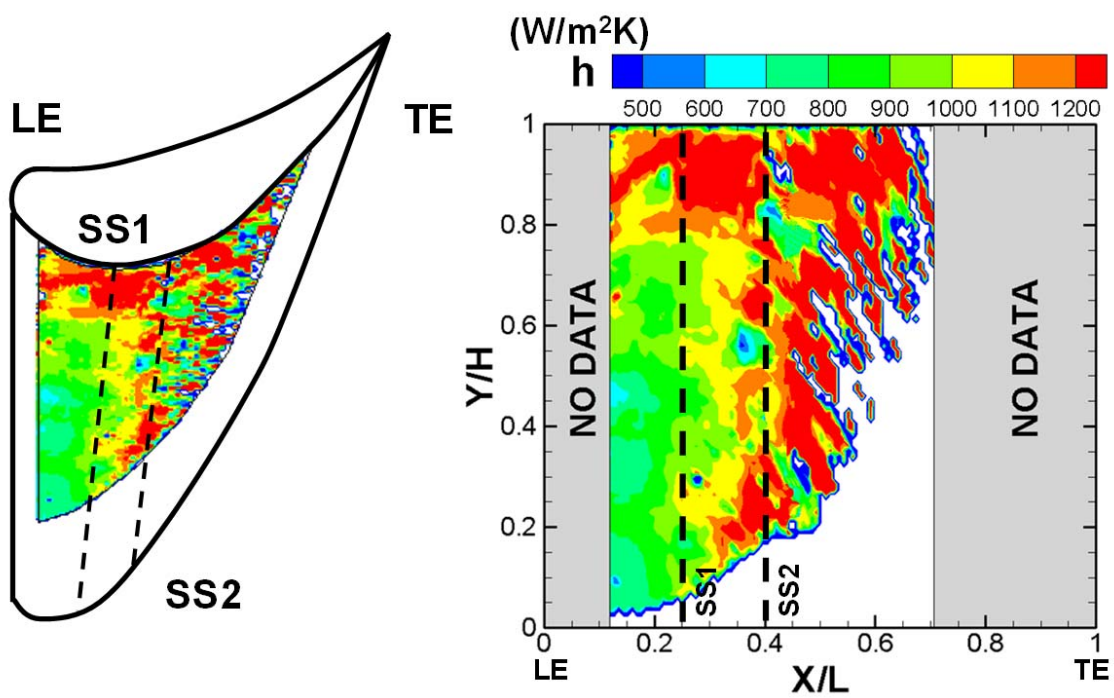 LE
TE
SS1
SS2
(W/m²K)
h
500 600 700 800 900 1000 1100 1200
1
0.8
0.6
0.4
0.2
0
Y/H
NO DATA
NO DATA
SS1
SS2
0 0.2 0.4 0.6 0.8 1
LE X/L TE